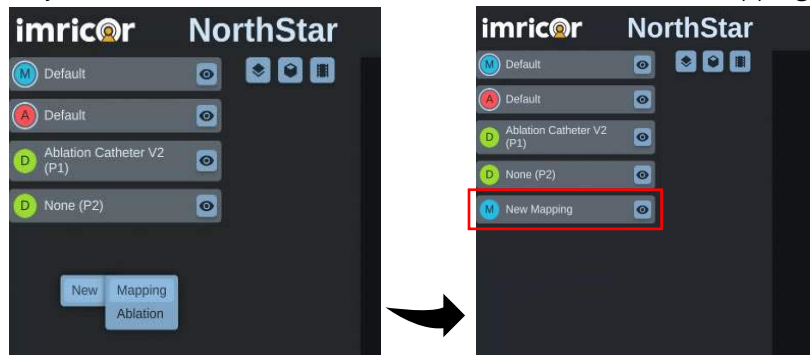 imricor NorthStar
M Default
A Default
D Ablation Catheter V2
(P1)
D None (P2)
New Mapping
Ablation
imricor NorthStar
M Default
A Default
D Ablation Catheter V2
(P1)
D None (P2)
M New Mapping